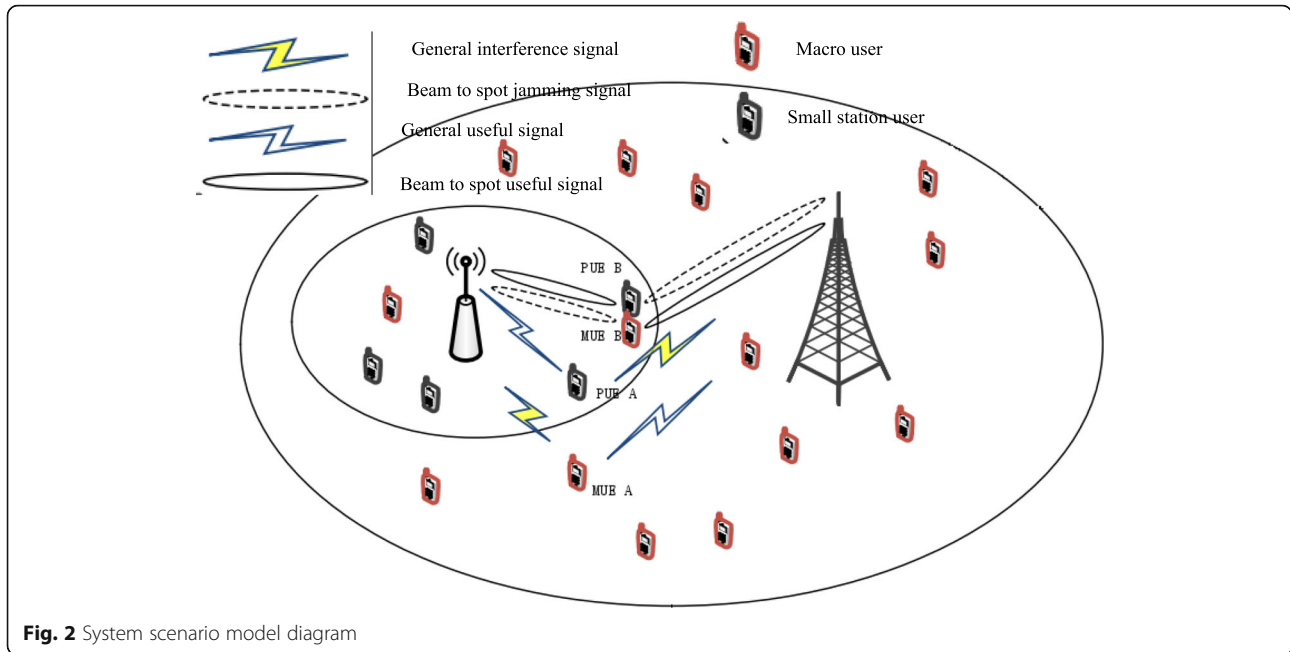 General interference signal
Macro user
Beam to spot jamming signal
Small station user
General useful signal
Beam to spot useful signal
PUE B
MUE B
PUE A
MUE A
Fig. 2 System scenario model diagram